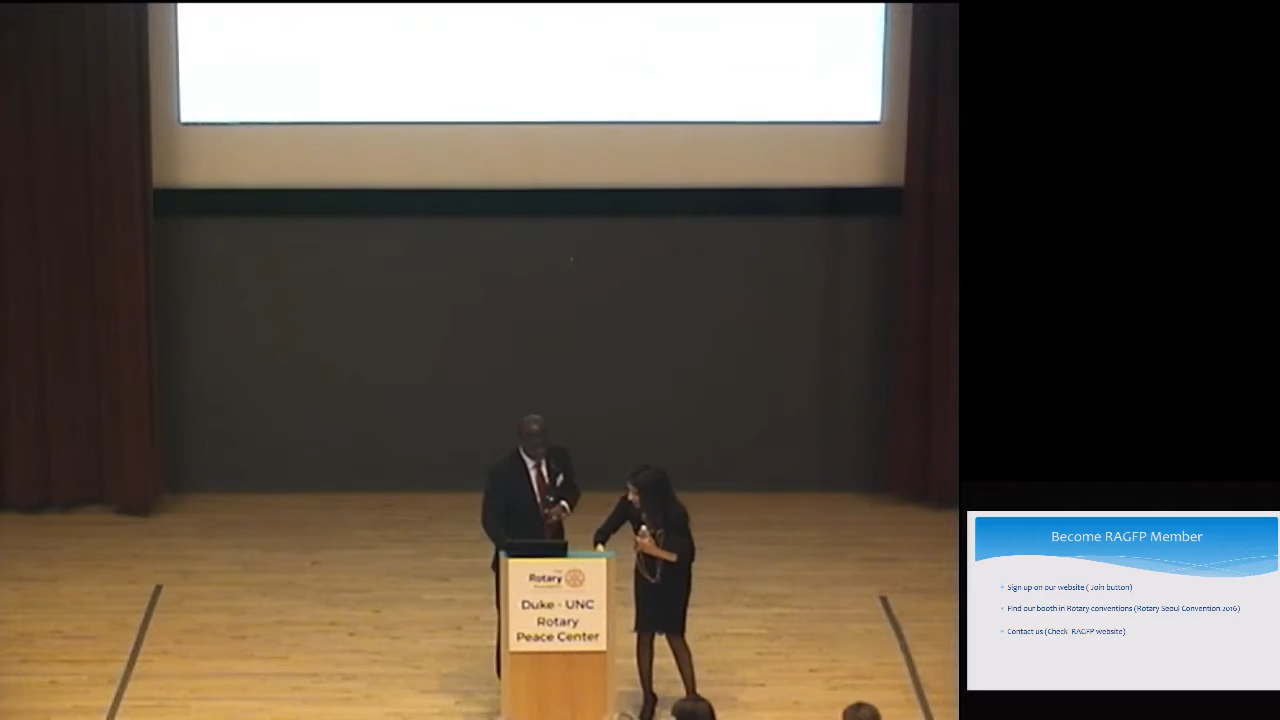 Rotary
Duke - UNC
Rotary
Peace Center
Become RAGFP Member
Sign up on our website ( Join button)
Find our booth in Rotary conventions (Rotary Seoul Convention 2016)
Contact us (Check RAGFP website)